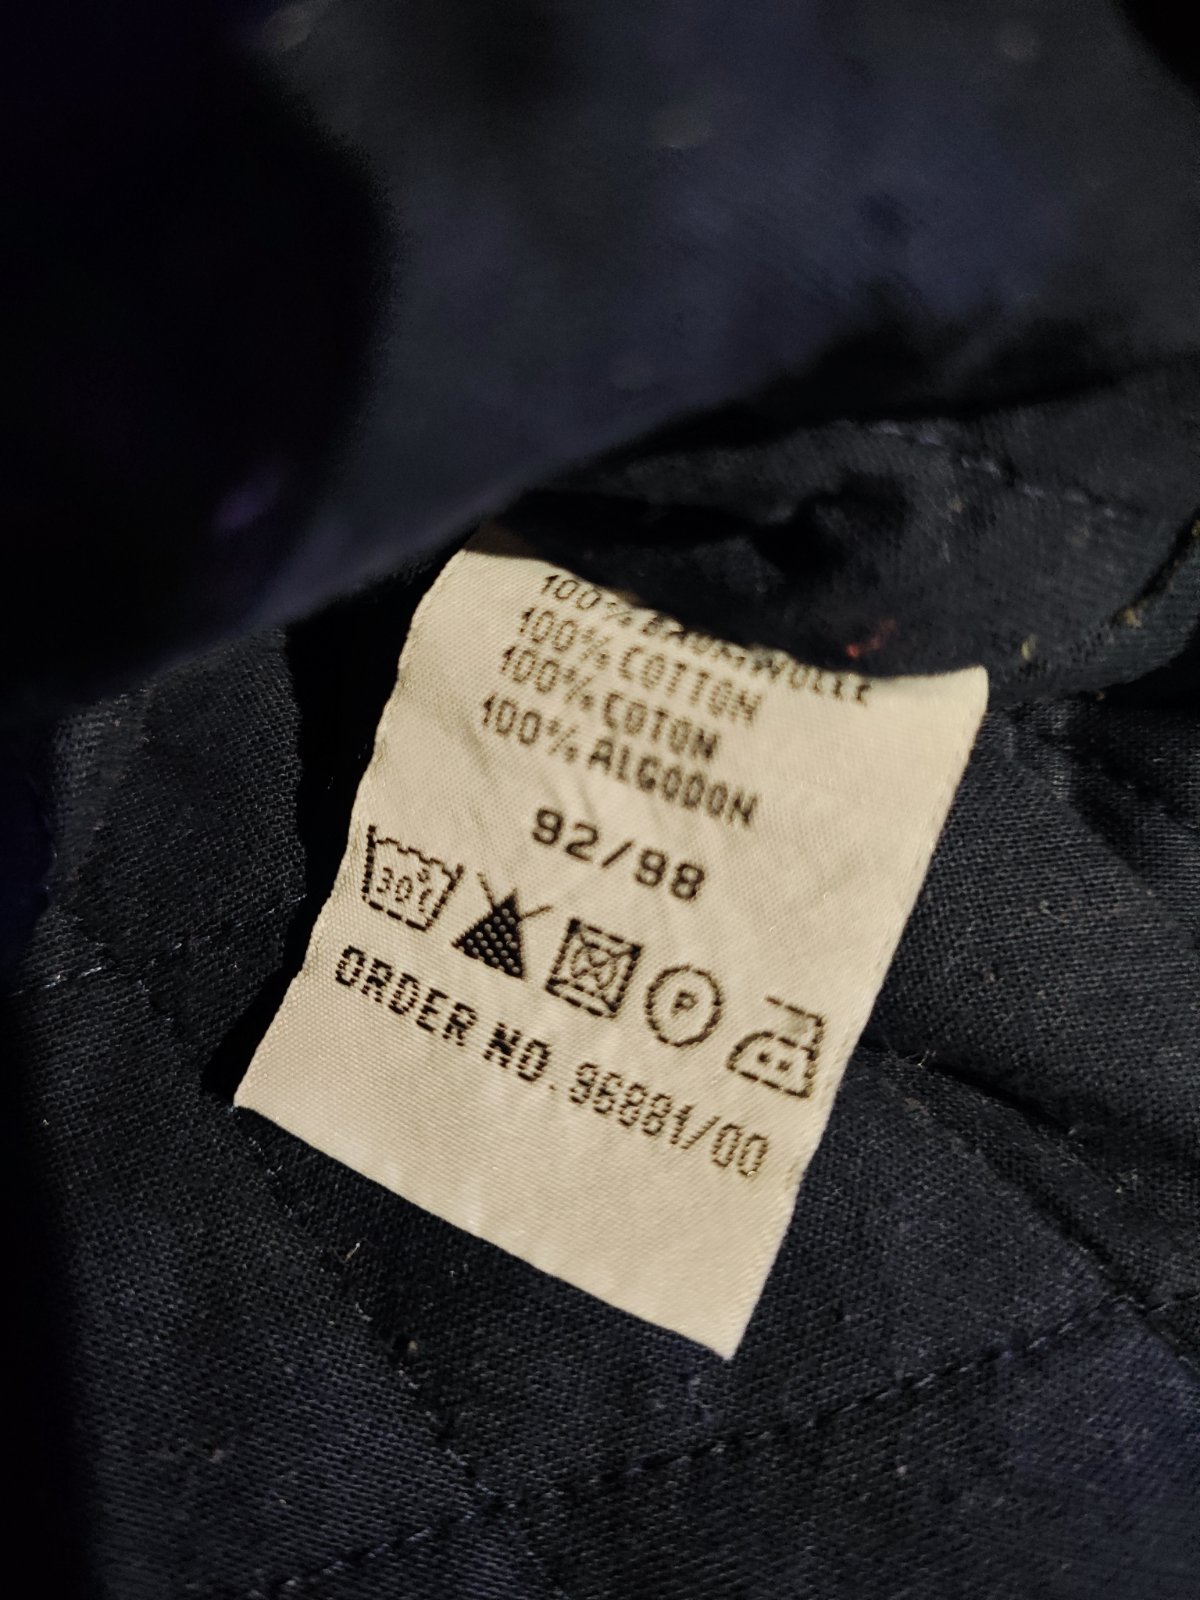 100% BAUMWOLLE
100% COTTON
100% COTON
100% ALGODON
92/98
30°C
P
ORDER NO. 96881/00